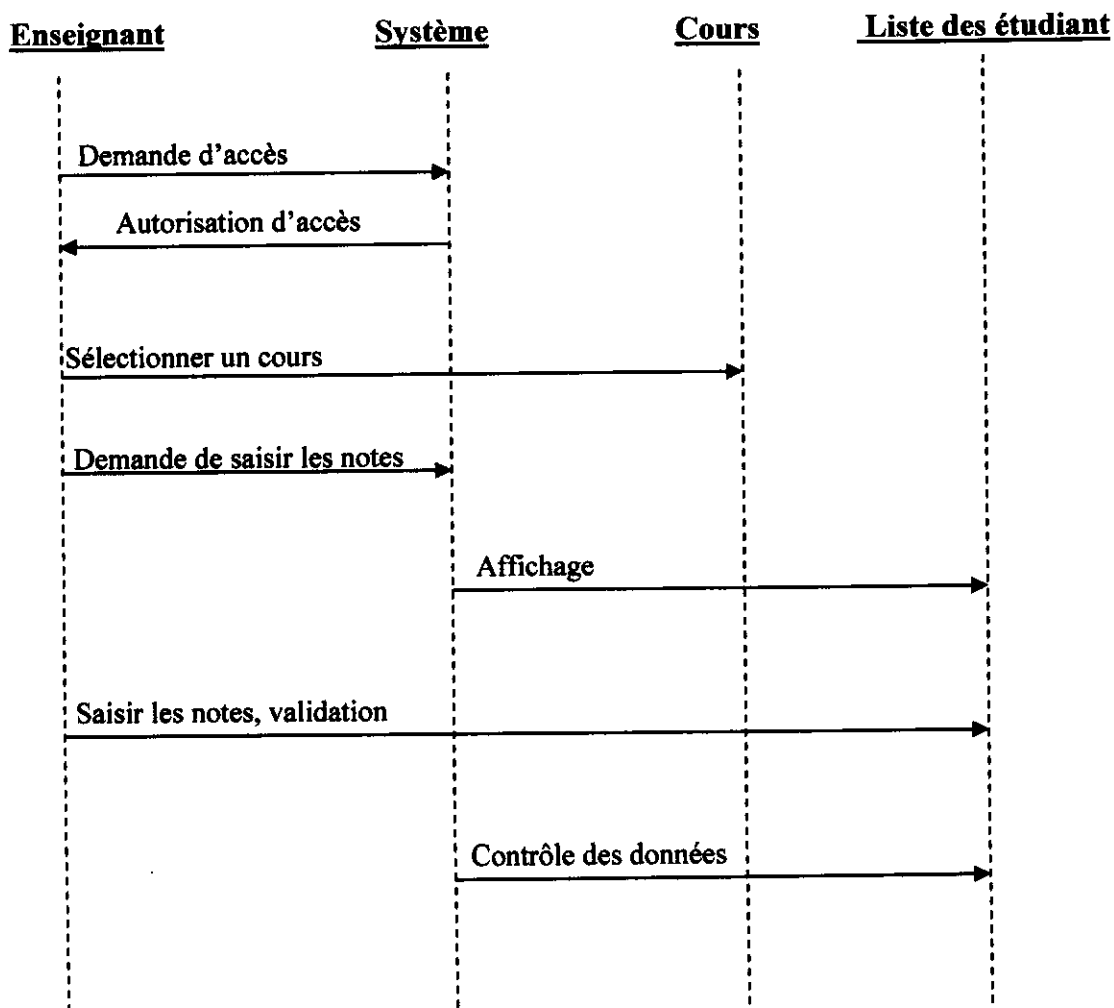 Enseignant Système Cours Liste des étudiant
Demande d'accès
Autorisation d'accès
Sélectionner un cours
Demande de saisir les notes
Affichage
Saisir les notes, validation
Contrôle des données